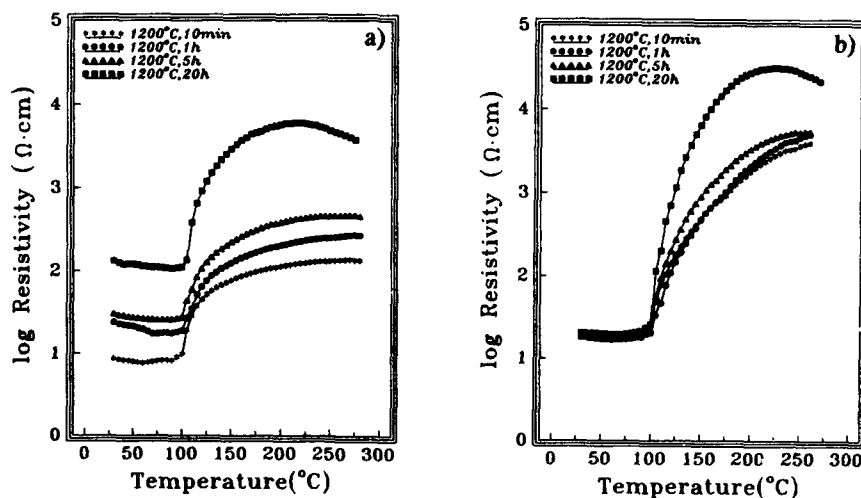 a)
1200°C,10min
1200°C,1h
1200°C,5h
1200°C,20h
5
4
3
2
1
0
log Resistivity ( Ω·cm)
0 50 100 150 200 250 300
Temperature(°C)
b)
1200°C,10min
1200°C,1h
1200°C,5h
1200°C,20h
5
4
3
2
1
0
log Resistivity ( Ω·cm)
0 50 100 150 200 250 300
Temperature(°C)